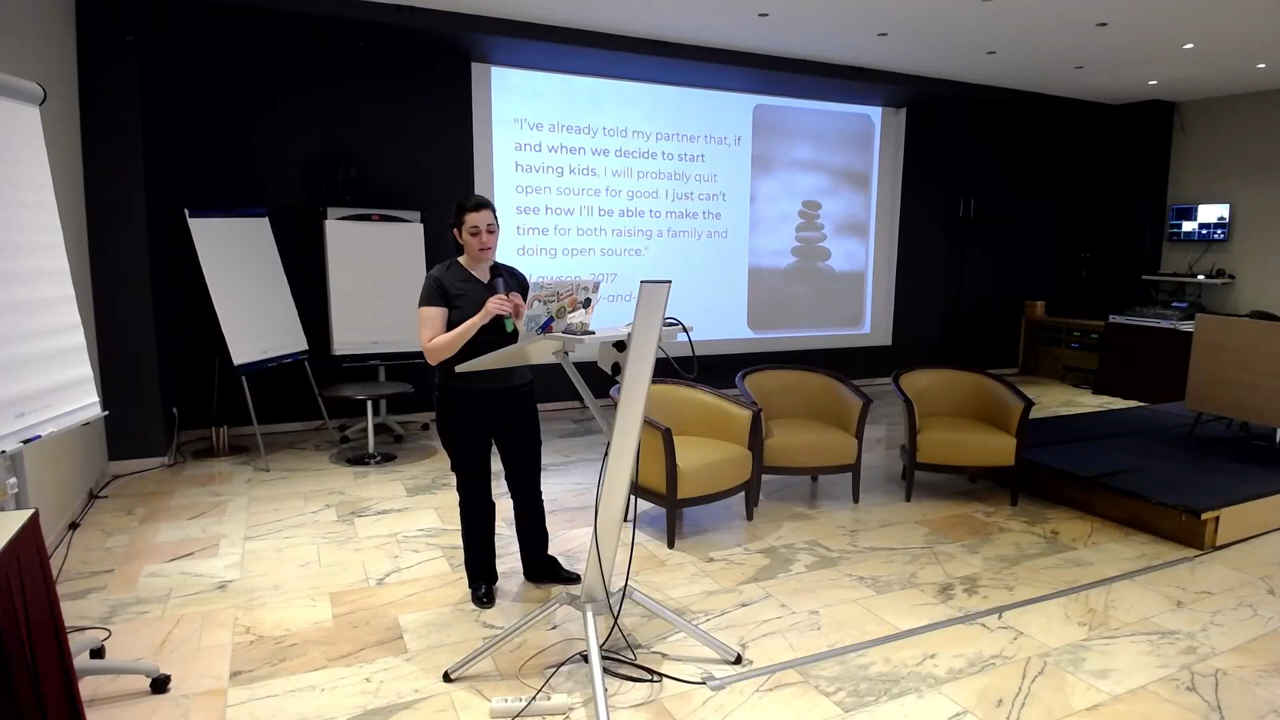 "I've already told my partner that, if
and when we decide to start
having kids, I will probably quit
open source for good. I just can't
see how I'll be able to make the
time for both raising a family and
doing open source."
Lawson, 2017
y-and-